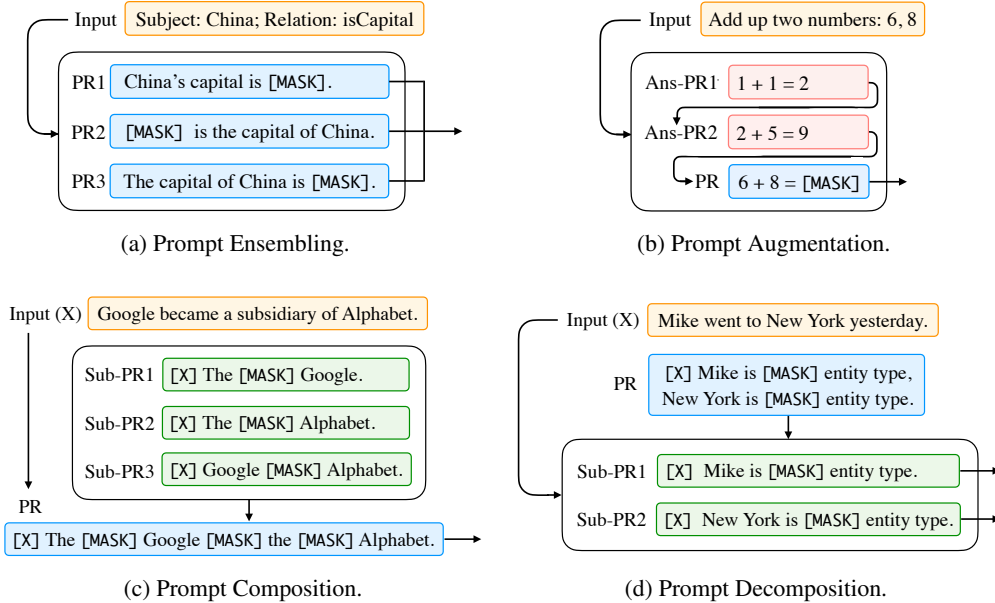 Input Subject: China; Relation: isCapital
PR1 China's capital is [MASK].
PR2 [MASK] is the capital of China.
PR3 The capital of China is [MASK].
(a) Prompt Ensembling.
Input Add up two numbers: 6, 8
Ans-PR1 1 + 1 = 2
Ans-PR2 2 + 5 = 9
PR 6 + 8 = [MASK]
(b) Prompt Augmentation.
Input (X) Google became a subsidiary of Alphabet.
Sub-PR1 [X] The [MASK] Google.
Sub-PR2 [X] The [MASK] Alphabet.
Sub-PR3 [X] Google [MASK] Alphabet.
PR
[X] The [MASK] Google [MASK] the [MASK] Alphabet.
(c) Prompt Composition.
Input (X) Mike went to New York yesterday.
PR [X] Mike is [MASK] entity type,
New York is [MASK] entity type.
Sub-PR1 [X] Mike is [MASK] entity type.
Sub-PR2 [X] New York is [MASK] entity type.
(d) Prompt Decomposition.